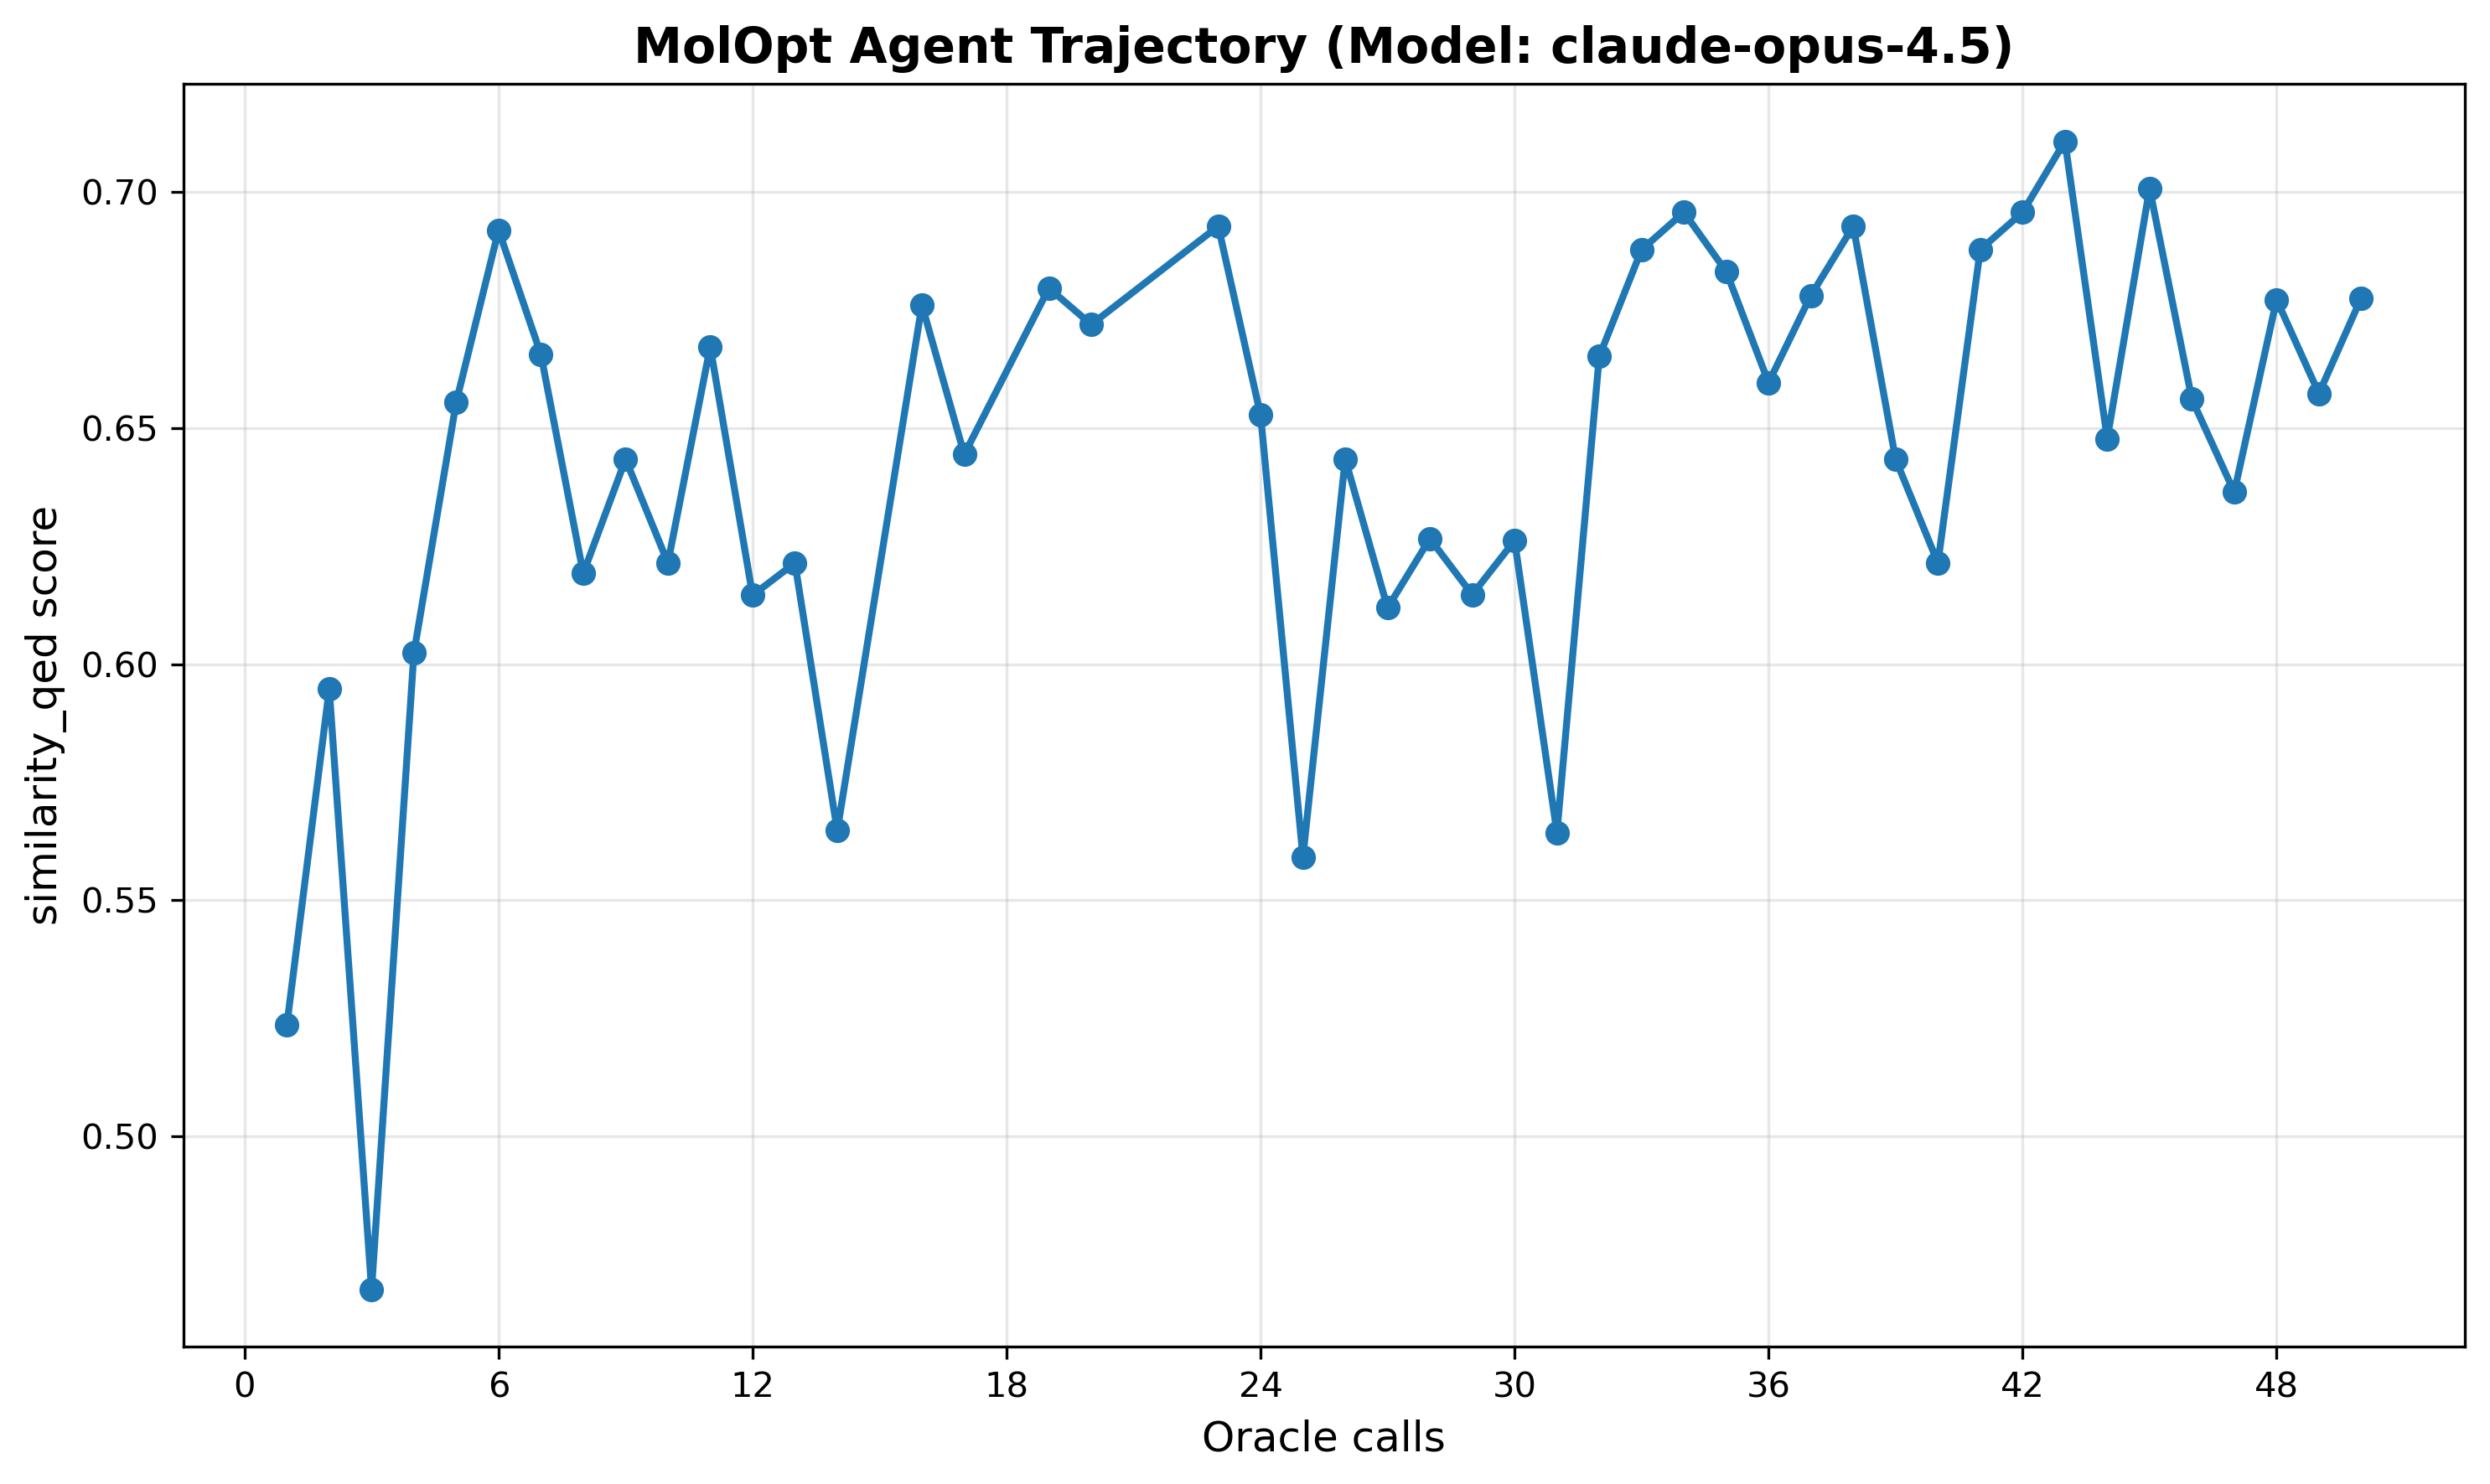 MolOpt Agent Trajectory (Model: claude-opus-4.5)
similarity_qed score
0.70
0.65
0.60
0.55
0.50
0 6 12 18 24 30 36 42 48
Oracle calls